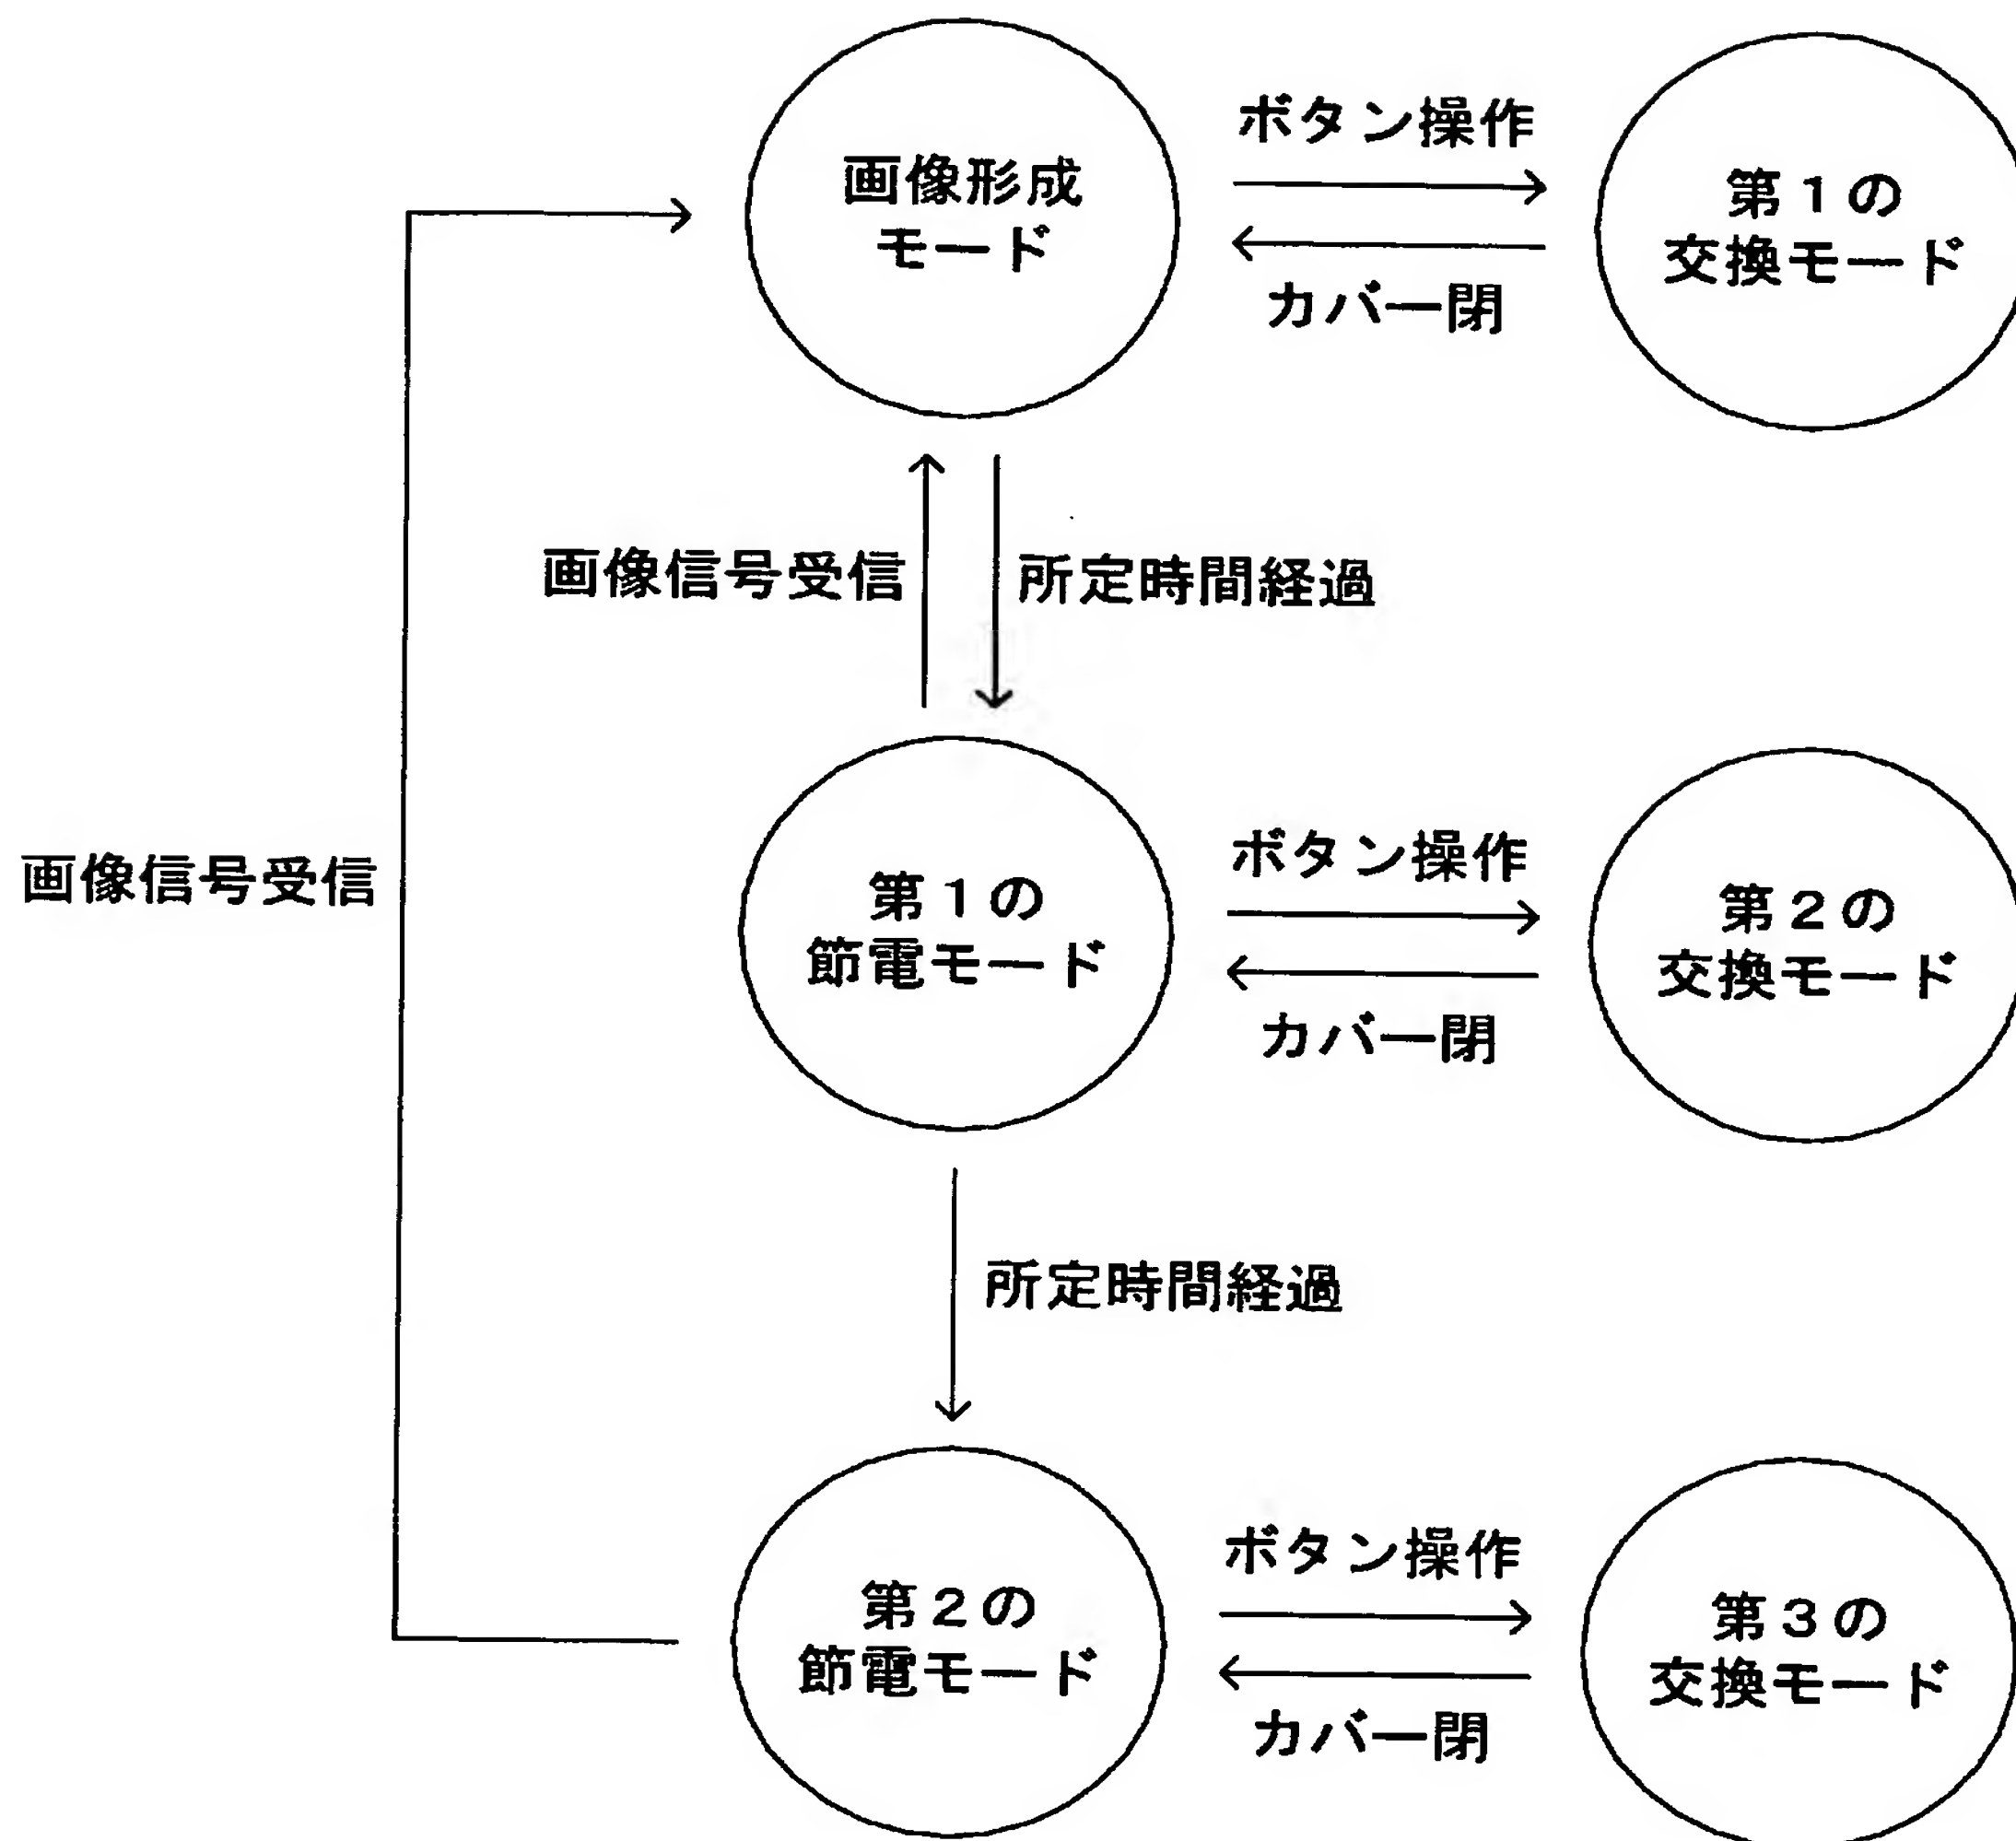 画像形成
モード
ボタン操作
カバー閉
第１の
交換モード
画像信号受信
所定時間経過
画像信号受信
第１の
節電モード
ボタン操作
カバー閉
第２の
交換モード
所定時間経過
第２の
節電モード
ボタン操作
カバー閉
第３の
交換モード